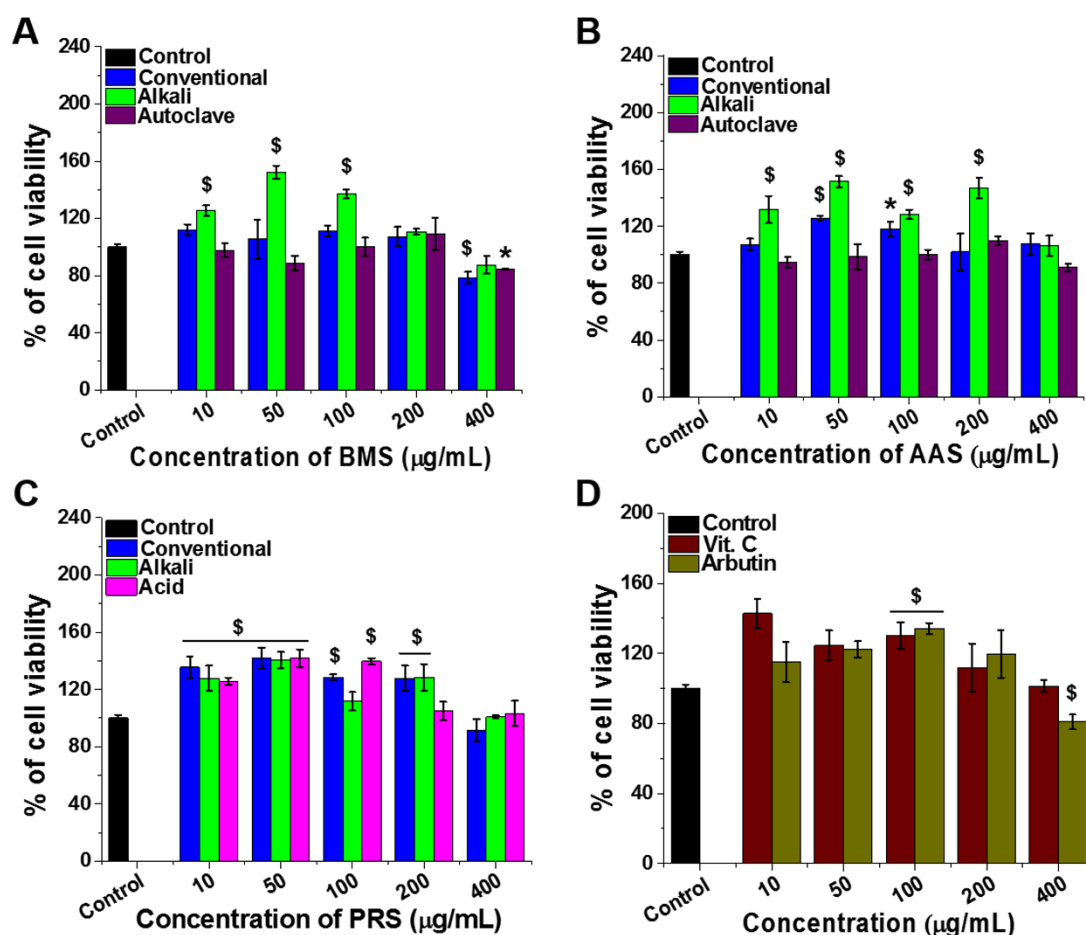 A
240
200
160
120
80
40
0
% of cell viability
Control
Conventional
Alkali
Autoclave
$
$
$
$
*
Control
10
50
100
200
400
Concentration of BMS (μg/mL)
B
240
200
160
120
80
40
0
% of cell viability
Control
Conventional
Alkali
Autoclave
$
$
$
*
$
$
Control
10
50
100
200
400
Concentration of AAS (μg/mL)
C
240
200
160
120
80
40
0
% of cell viability
Control
Conventional
Alkali
Acid
$
$
$
$
Control
10
50
100
200
400
Concentration of PRS (μg/mL)
D
200
160
120
80
40
0
% of cell viability
Control
Vit. C
Arbutin
$
$
Control
10
50
100
200
400
Concentration (μg/mL)